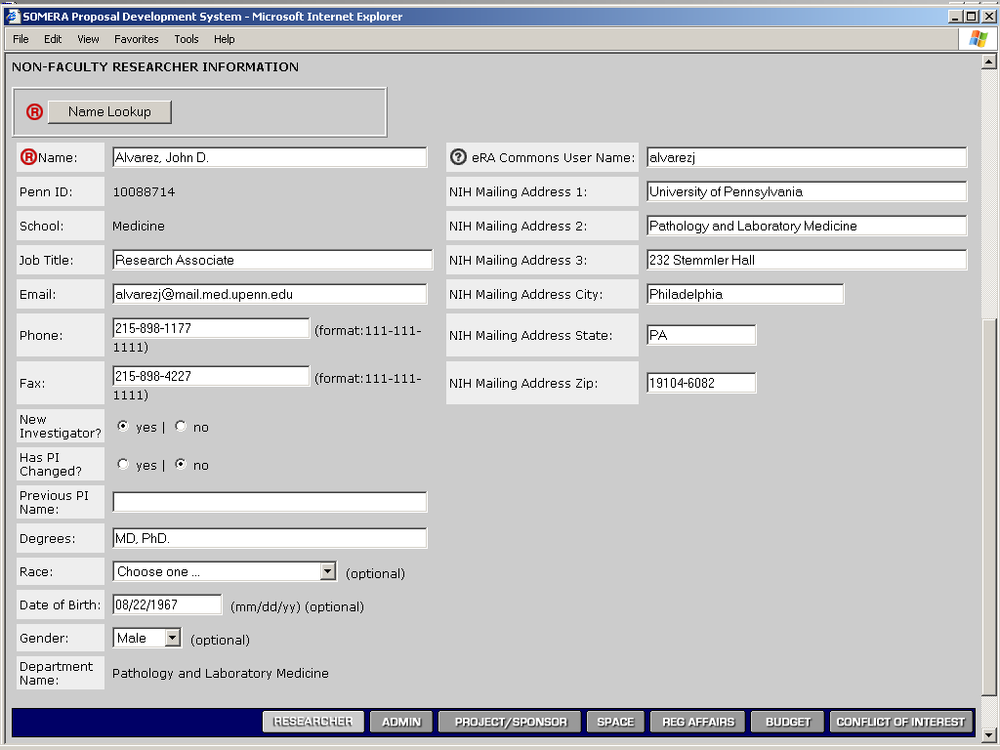 SOMERA Proposal Development System - Microsoft Internet Explorer
File Edit View Favorites Tools Help
NON-FACULTY RESEARCHER INFORMATION
R Name Lookup
R Name: Alvarez, John D. ? eRA Commons User Name: alvarezj
Penn ID: 10088714 NIH Mailing Address 1: University of Pennsylvania
School: Medicine NIH Mailing Address 2: Pathology and Laboratory Medicine
Job Title: Research Associate NIH Mailing Address 3: 232 Stemmler Hall
Email: alvarezj@mail.med.upenn.edu NIH Mailing Address City: Philadelphia
Phone: 215-898-1177 (format:111-111-
1111) NIH Mailing Address State: PA
Fax: 215-898-4227 (format:111-111-
1111) NIH Mailing Address Zip: 19104-6082
New
Investigator? yes | no
Has PI
Changed? yes | no
Previous PI
Name:
Degrees: MD, PhD.
Race: Choose one ... (optional)
Date of Birth: 08/22/1967 (mm/dd/yy) (optional)
Gender: Male (optional)
Department
Name: Pathology and Laboratory Medicine
RESEARCHER ADMIN PROJECT/SPONSOR SPACE REG AFFAIRS BUDGET CONFLICT OF INTEREST